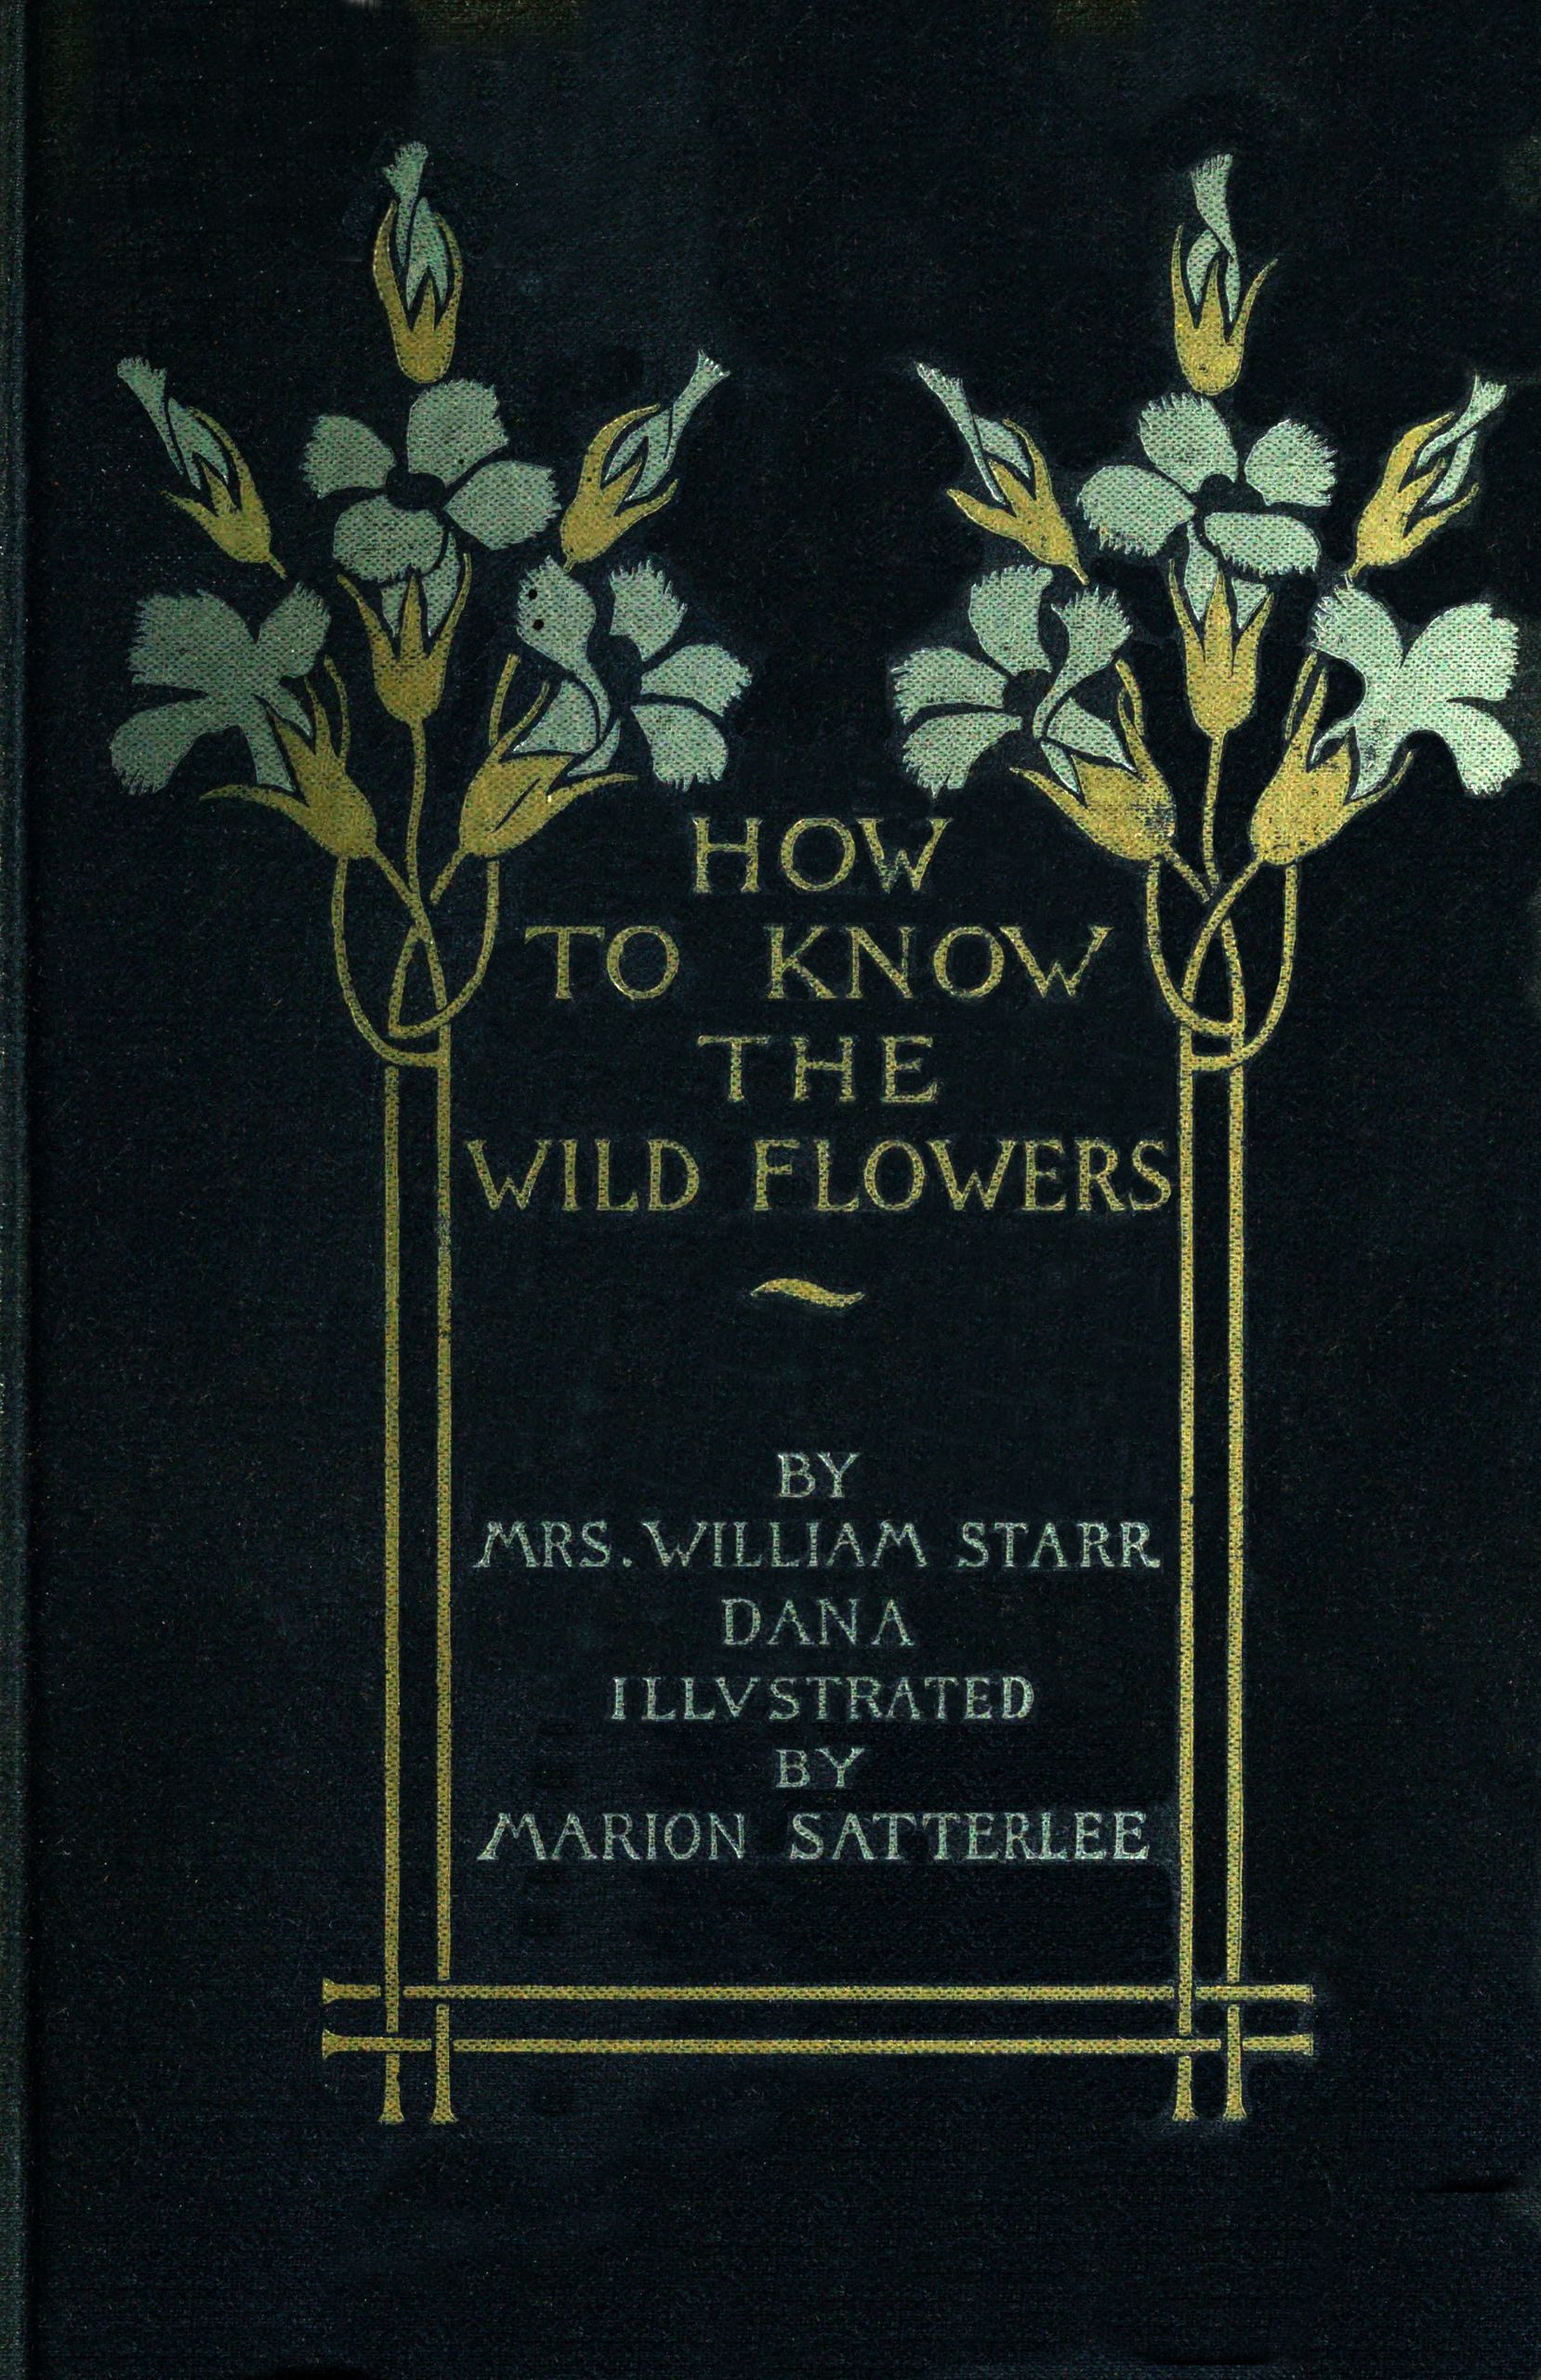 HOW
TO KNOW
THE
WILD FLOWERS
BY
MRS. WILLIAM STARR
DANA
ILLVSTRATED
BY
MARION SATTERLEE